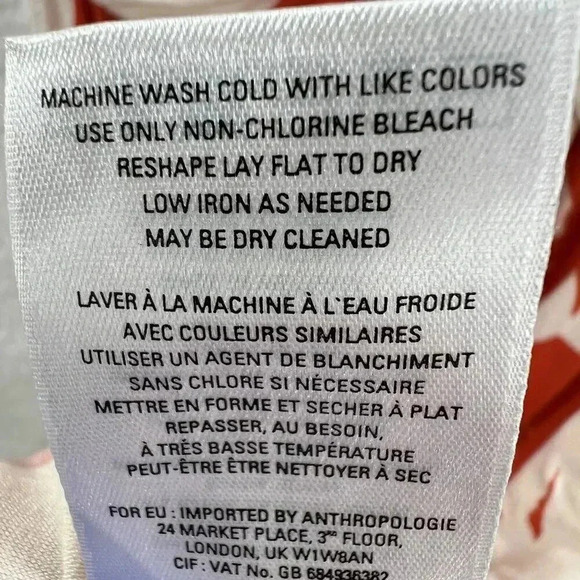 MACHINE WASH COLD WITH LIKE COLORS
USE ONLY NON-CHLORINE BLEACH
RESHAPE LAY FLAT TO DRY
LOW IRON AS NEEDED
MAY BE DRY CLEANED
LAVER À LA MACHINE À L`EAU FROIDE
AVEC COULEURS SIMILAIRES
UTILISER UN AGENT DE BLANCHIMENT
SANS CHLORE SI NÉCESSAIRE
METTRE EN FORME ET SECHER À PLAT
REPASSER, AU BESOIN,
À TRÊS BASSE TEMPÉRATURE
PEUT-ÊTRE ÊTRE NETTOYER À SEC
FOR EU : IMPORTED BY ANTHROPOLOGIE
24 MARKET PLACE, 3RD FLOOR,
LONDON, UK W1W8AN
CIF: VAT No. GB 684936382